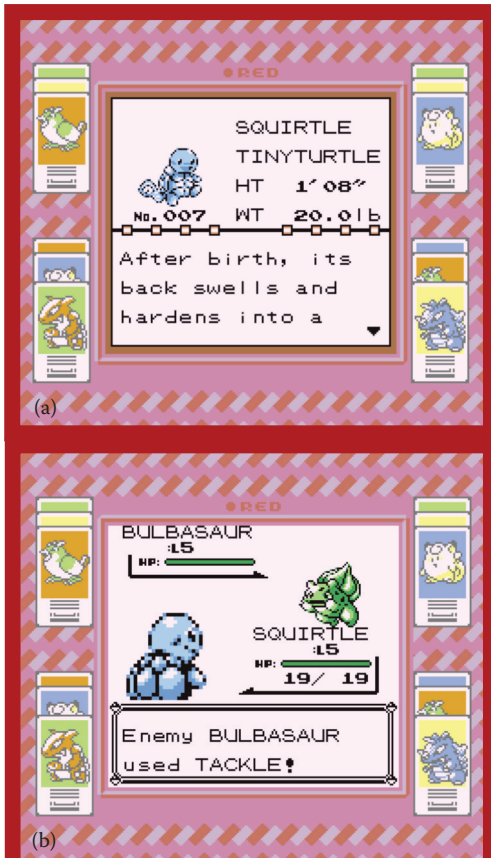 ●RED
SQUIRTLE
TINYTURTLE
HT 1′08″
No.007 WT 20.0lb
After birth, its
back swells and
hardens into a
(a)
●RED
BULBASAUR
:L5
HP:
SQUIRTLE
:L5
HP:
19/ 19
Enemy BULBASAUR
used TACKLE!
(b)